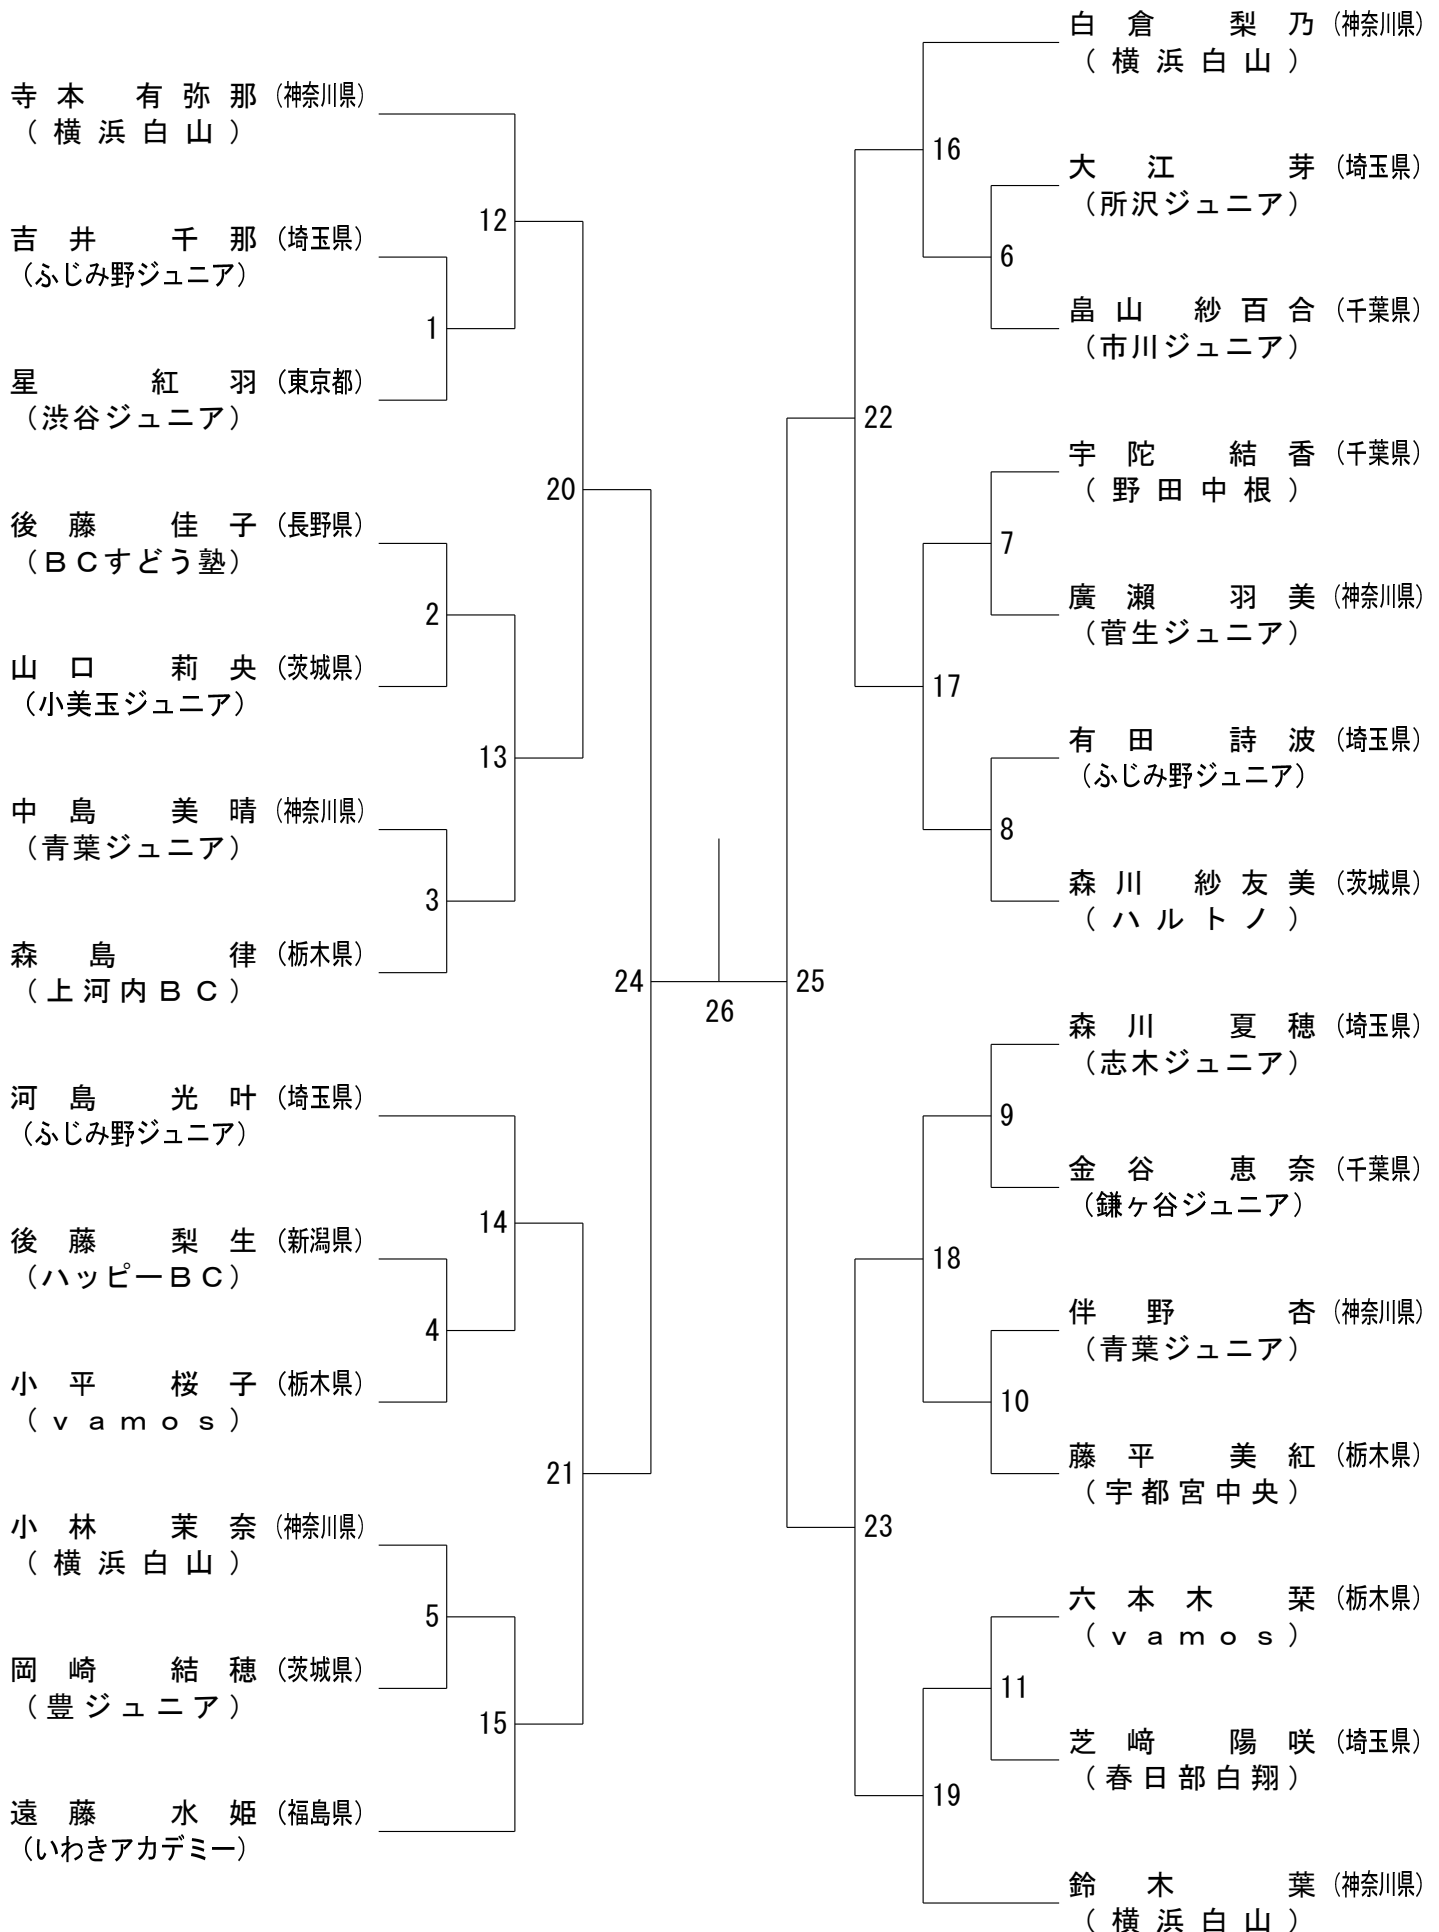 寺本 有弥那 (神奈川県)
(横浜白山)
吉井 千那 (埼玉県)
(ふじみ野ジュニア)
星 紅羽 (東京都)
(渋谷ジュニア)
後藤 佳子 (長野県)
(BCすどう塾)
山口 莉央 (茨城県)
(小美玉ジュニア)
中島 美晴 (神奈川県)
(青葉ジュニア)
森島 律 (栃木県)
(上河内BC)
河島 光叶 (埼玉県)
(ふじみ野ジュニア)
後藤 梨生 (新潟県)
(ハッピーBC)
小平 桜子 (栃木県)
(vamos)
小林 茉奈 (神奈川県)
(横浜白山)
岡崎 結穂 (茨城県)
(豊ジュニア)
遠藤 水姫 (福島県)
(いわきアカデミー)
1
2
3
4
5
12
13
14
15
20
21
24
26
25
22
23
16
17
18
19
6
7
8
9
10
11
白倉 梨乃 (神奈川県)
(横浜白山)
大江 芽 (埼玉県)
(所沢ジュニア)
畠山 紗百合 (千葉県)
(市川ジュニア)
宇陀 結香 (千葉県)
(野田中根)
廣瀬 羽美 (神奈川県)
(菅生ジュニア)
有田 詩波 (埼玉県)
(ふじみ野ジュニア)
森川 紗友美 (茨城県)
(ハルトノ)
森川 夏穂 (埼玉県)
(志木ジュニア)
金谷 恵奈 (千葉県)
(鎌ヶ谷ジュニア)
伴野 杏 (神奈川県)
(青葉ジュニア)
藤平 美紅 (栃木県)
(宇都宮中央)
六本木 栞 (栃木県)
(vamos)
芝﨑 陽咲 (埼玉県)
(春日部白翔)
鈴木 葉 (神奈川県)
(横浜白山)